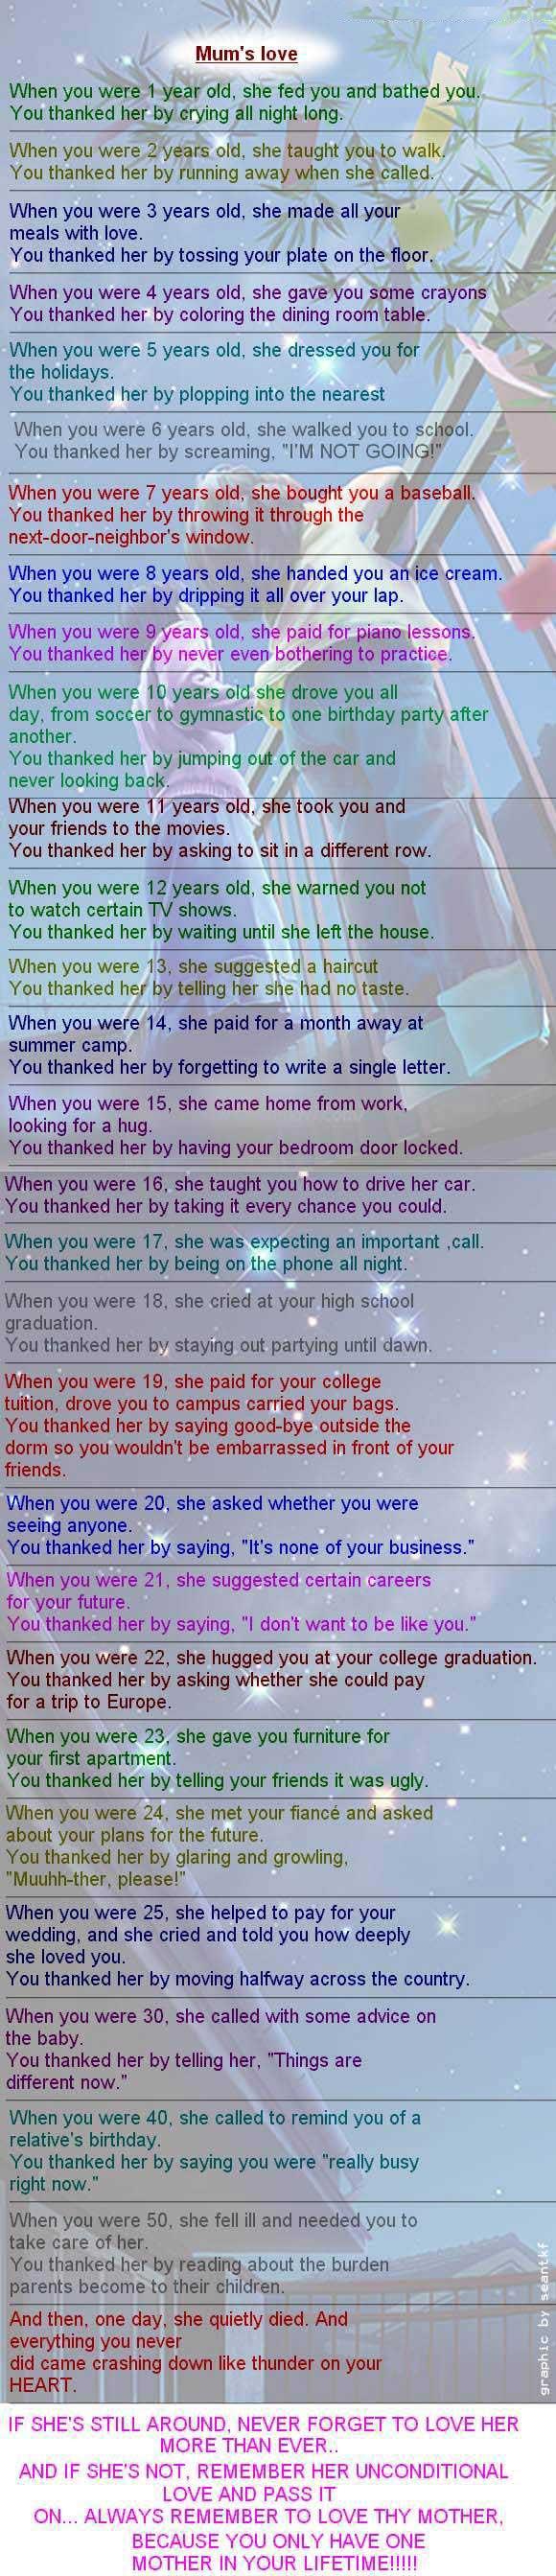 Mum's love
When you were 1 year old, she fed you and bathed you.
You thanked her by crying all night long.
When you were 2 years old, she taught you to walk.
You thanked her by running away when she called.
When you were 3 years old, she made all your
meals with love.
You thanked her by tossing your plate on the floor.
When you were 4 years old, she gave you some crayons
You thanked her by coloring the dining room table.
When you were 5 years old, she dressed you for
the holidays.
You thanked her by plopping into the nearest
When you were 6 years old, she walked you to school.
You thanked her by screaming, "I'M NOT GOING!"
When you were 7 years old, she bought you a baseball.
You thanked her by throwing it through the
next-door-neighbor's window.
When you were 8 years old, she handed you an ice cream.
You thanked her by dripping it all over your lap.
When you were 9 years old, she paid for piano lessons.
You thanked her by never even bothering to practice.
When you were 10 years old she drove you all
day, from soccer to gymnastic to one birthday party after
another.
You thanked her by jumping out of the car and
never looking back.
When you were 11 years old, she took you and
your friends to the movies.
You thanked her by asking to sit in a different row.
When you were 12 years old, she warned you not
to watch certain TV shows.
You thanked her by waiting until she left the house.
When you were 13, she suggested a haircut
You thanked her by telling her she had no taste.
When you were 14, she paid for a month away at
summer camp.
You thanked her by forgetting to write a single letter.
When you were 15, she came home from work,
looking for a hug.
You thanked her by having your bedroom door locked.
When you were 16, she taught you how to drive her car.
You thanked her by taking it every chance you could.
When you were 17, she was expecting an important ,call.
You thanked her by being on the phone all night.
When you were 18, she cried at your high school
graduation.
You thanked her by staying out partying until dawn.
When you were 19, she paid for your college
tuition, drove you to campus carried your bags.
You thanked her by saying good-bye outside the
dorm so you wouldn't be embarrassed in front of your
friends.
When you were 20, she asked whether you were
seeing anyone.
You thanked her by saying, "It's none of your business."
When you were 21, she suggested certain careers
for your future.
You thanked her by saying, "I don't want to be like you."
When you were 22, she hugged you at your college graduation.
You thanked her by asking whether she could pay
for a trip to Europe.
When you were 23, she gave you furniture for
your first apartment.
You thanked her by telling your friends it was ugly.
When you were 24, she met your fiancé and asked
about your plans for the future.
You thanked her by glaring and growling,
"Muuhh-ther, please!"
When you were 25, she helped to pay for your
wedding, and she cried and told you how deeply
she loved you.
You thanked her by moving halfway across the country.
When you were 30, she called with some advice on
the baby.
You thanked her by telling her, "Things are
different now."
When you were 40, she called to remind you of a
relative's birthday.
You thanked her by saying you were "really busy
right now."
When you were 50, she fell ill and needed you to
take care of her.
You thanked her by reading about the burden
parents become to their children.
And then, one day, she quietly died. And
everything you never
did came crashing down like thunder on your
HEART.
graphic by seantkf
IF SHE'S STILL AROUND, NEVER FORGET TO LOVE HER
MORE THAN EVER..
AND IF SHE'S NOT, REMEMBER HER UNCONDITIONAL
LOVE AND PASS IT
ON... ALWAYS REMEMBER TO LOVE THY MOTHER,
BECAUSE YOU ONLY HAVE ONE
MOTHER IN YOUR LIFETIME!!!!!